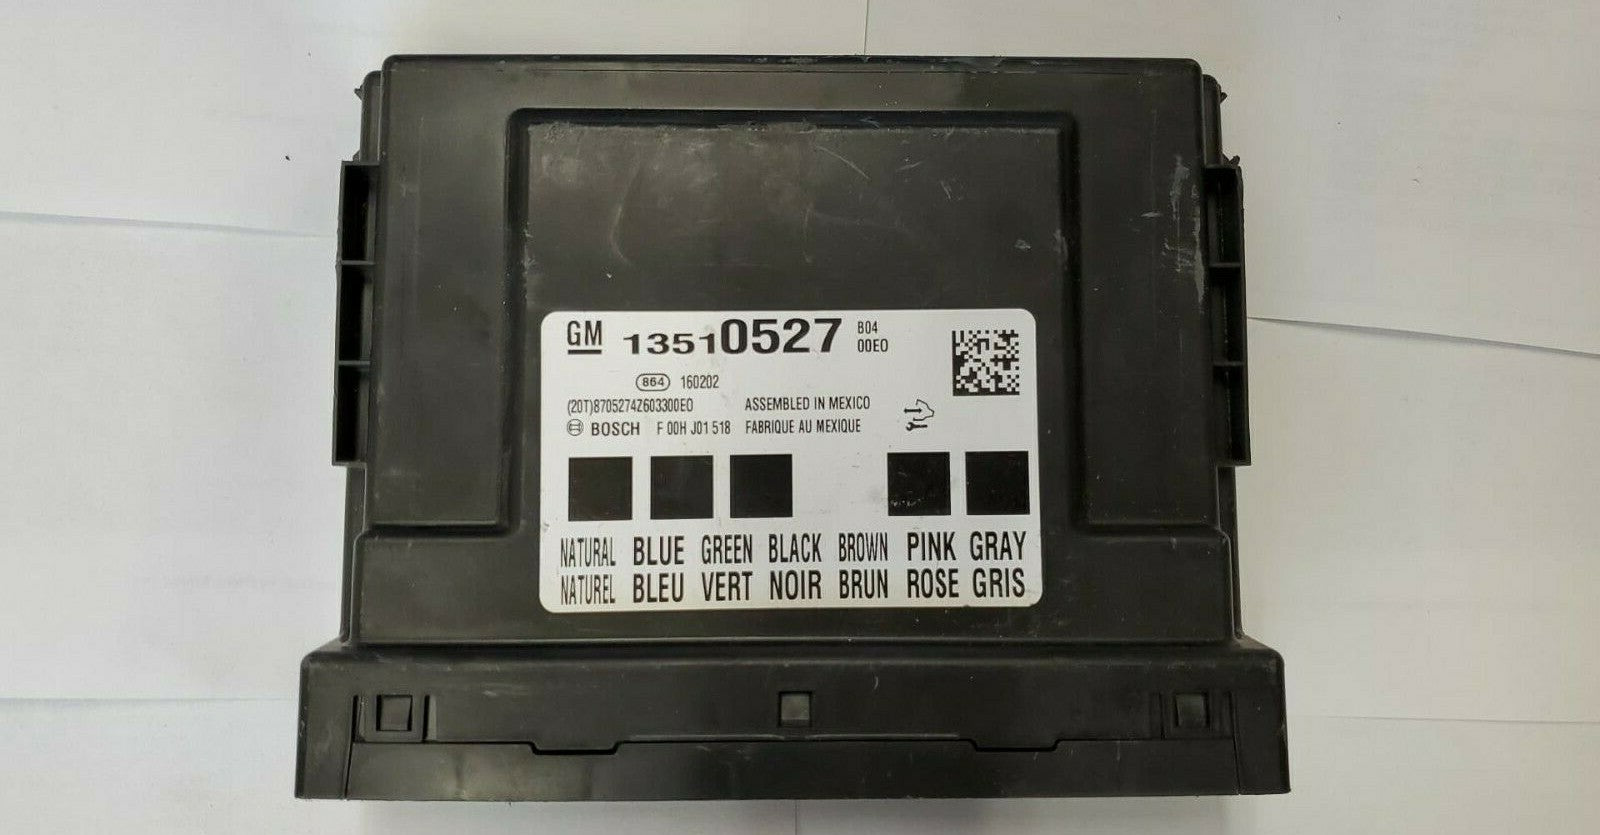 GM 13510527 B04
00E0
864 160202
(20T)8705274Z603300E0 ASSEMBLED IN MEXICO
BOSCH F 00H J01 518 FABRIQUE AU MEXIQUE
NATURAL BLUE GREEN BLACK BROWN PINK GRAY
NATUREL BLEU VERT NOIR BRUN ROSE GRIS